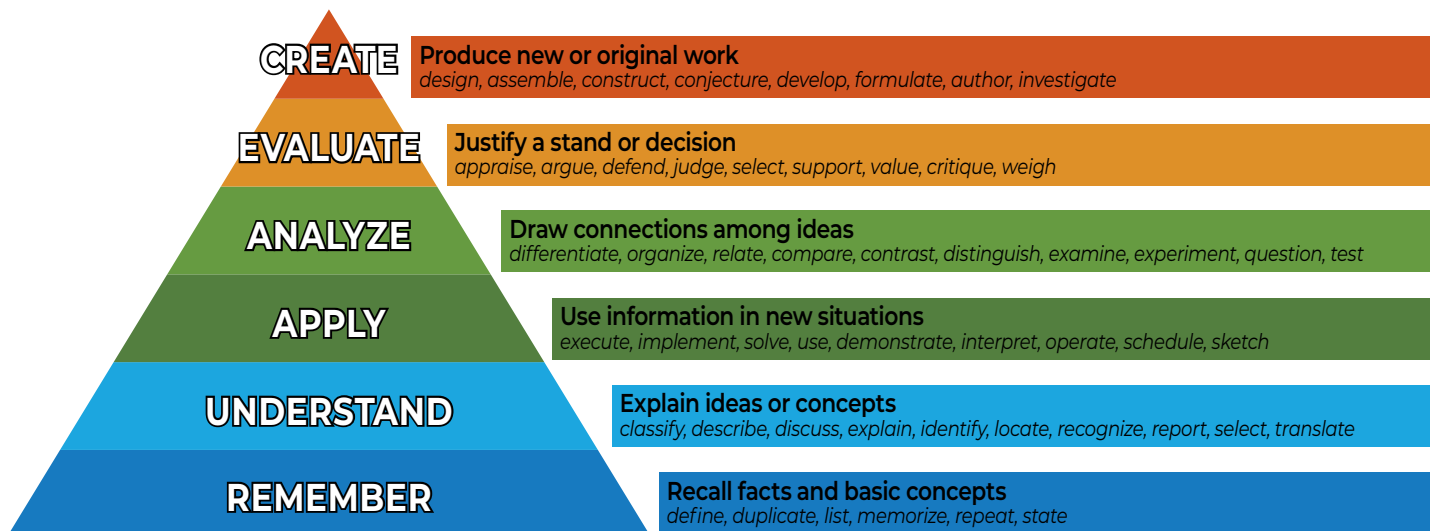 CREATE
Produce new or original work
design, assemble, construct, conjecture, develop, formulate, author, investigate
EVALUATE
Justify a stand or decision
appraise, argue, defend, judge, select, support, value, critique, weigh
ANALYZE
Draw connections among ideas
differentiate, organize, relate, compare, contrast, distinguish, examine, experiment, question, test
APPLY
Use information in new situations
execute, implement, solve, use, demonstrate, interpret, operate, schedule, sketch
UNDERSTAND
Explain ideas or concepts
classify, describe, discuss, explain, identify, locate, recognize, report, select, translate
REMEMBER
Recall facts and basic concepts
define, duplicate, list, memorize, repeat, state